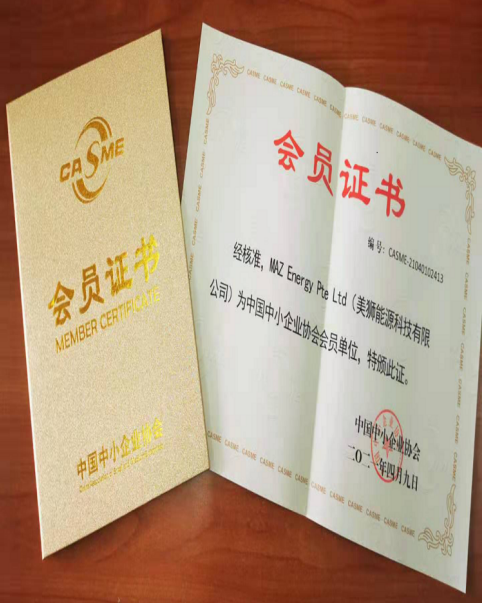 CASME
会员证书
MEMBER CERTIFICATE
中国中小企业协会
会员证书
编号：CASME-21040102413
经核准，MAZ Energy Pte Ltd（美狮能源科技有限
公司）为中国中小企业协会会员单位，特颁此证。
中国中小企业协会
二〇二一年四月九日